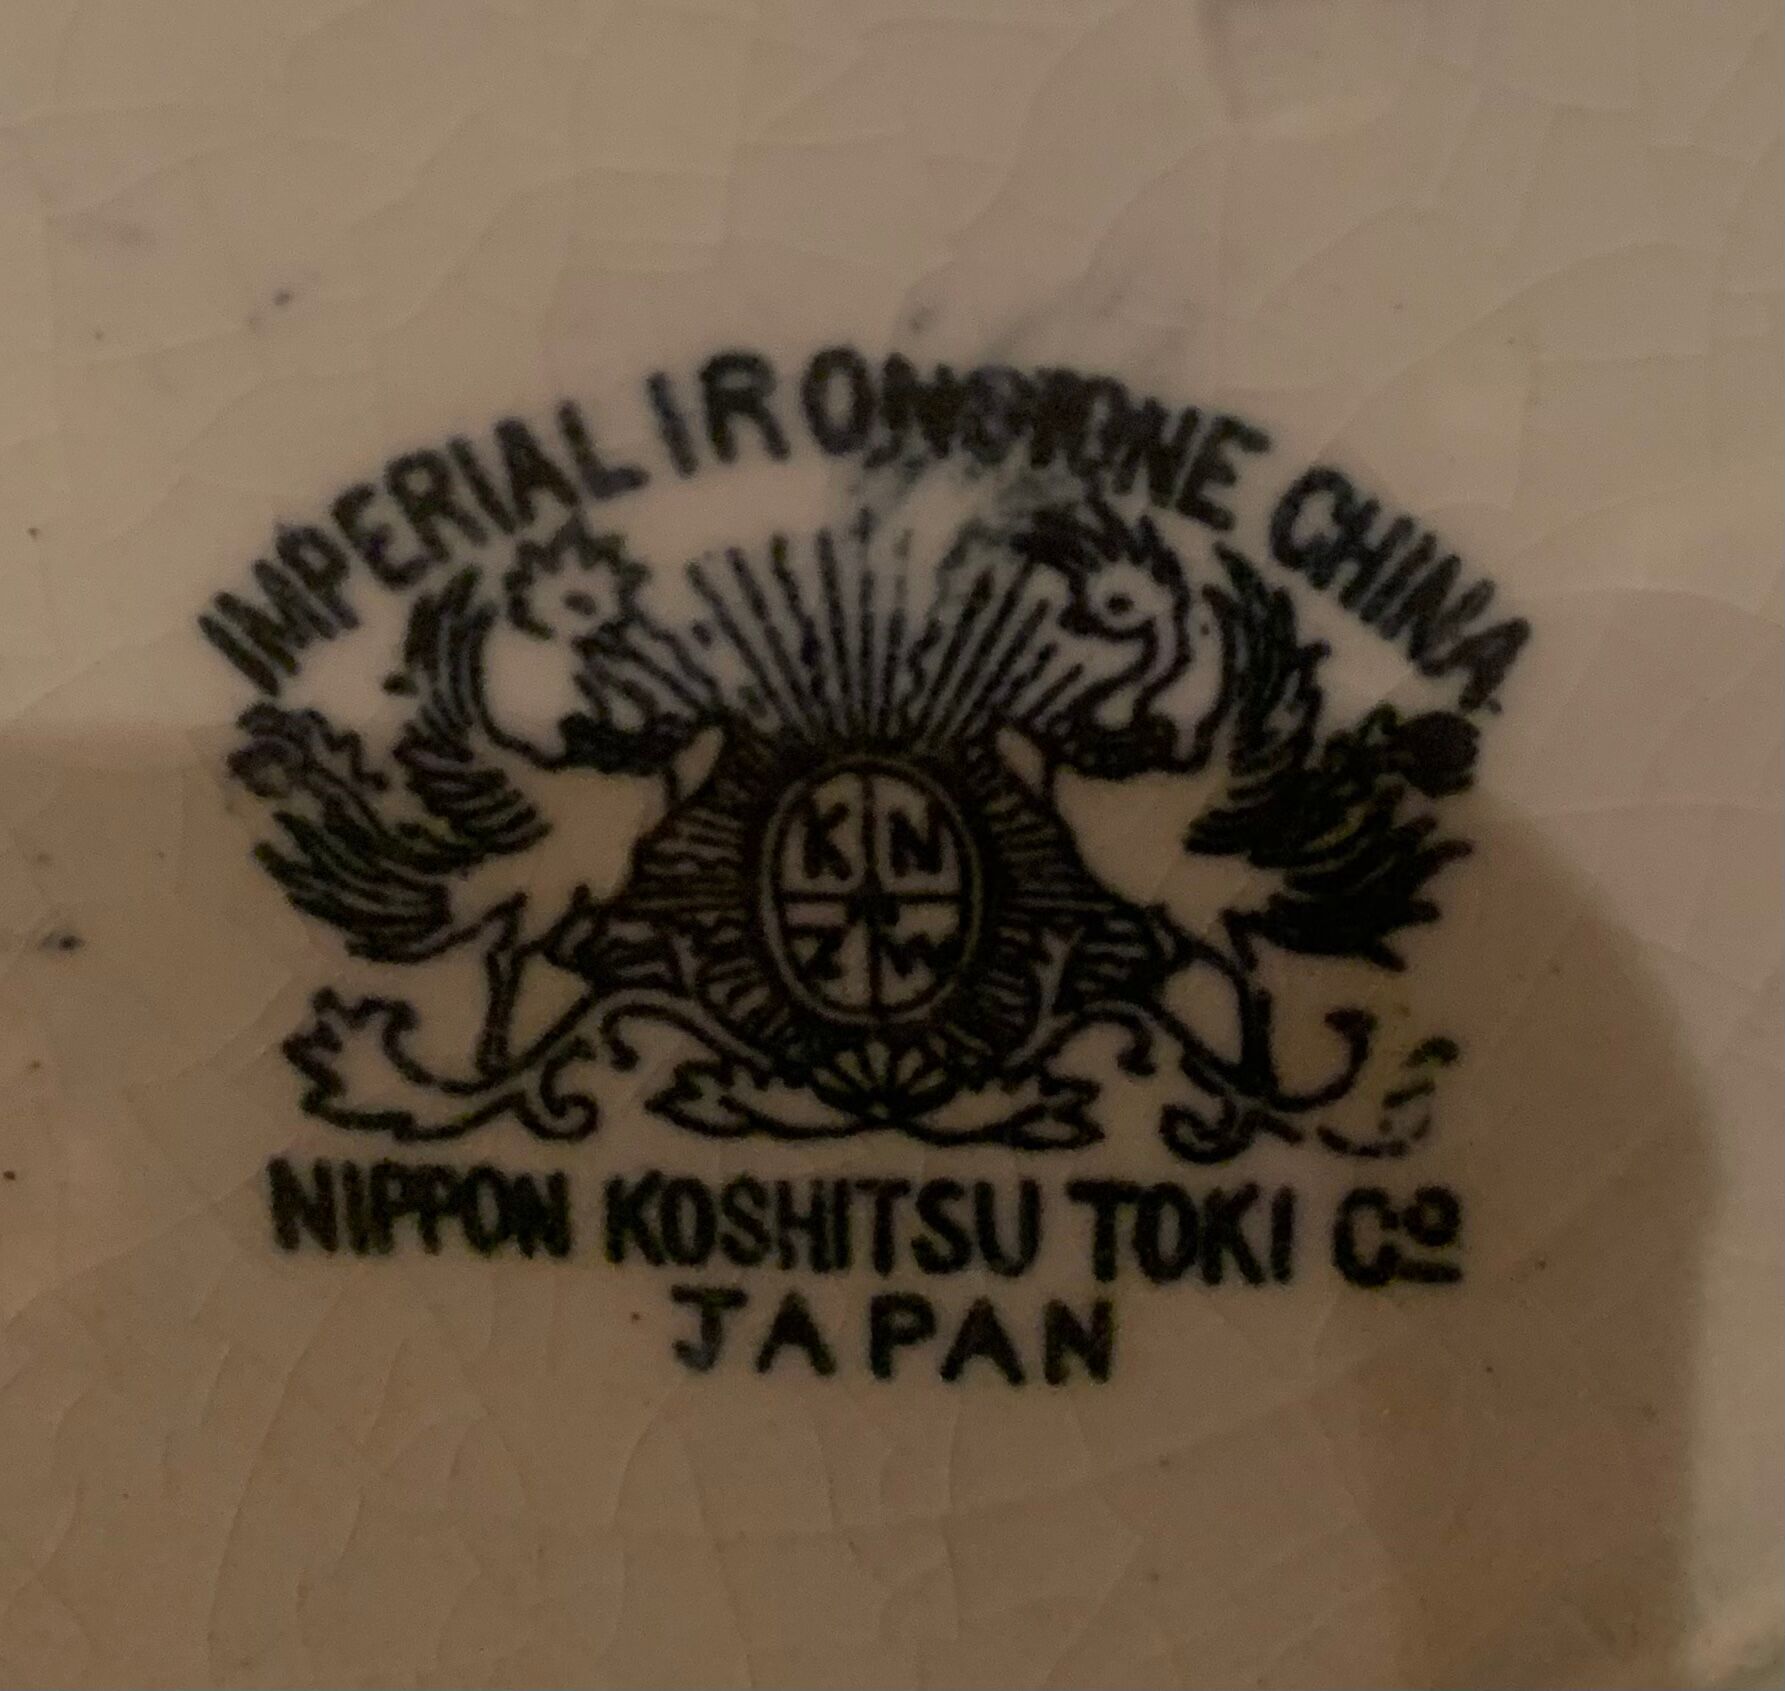 IMPERIAL IRONSTONE CHINA
K N
Z W
NIPPON KOSHITSU TOKI Co
JAPAN